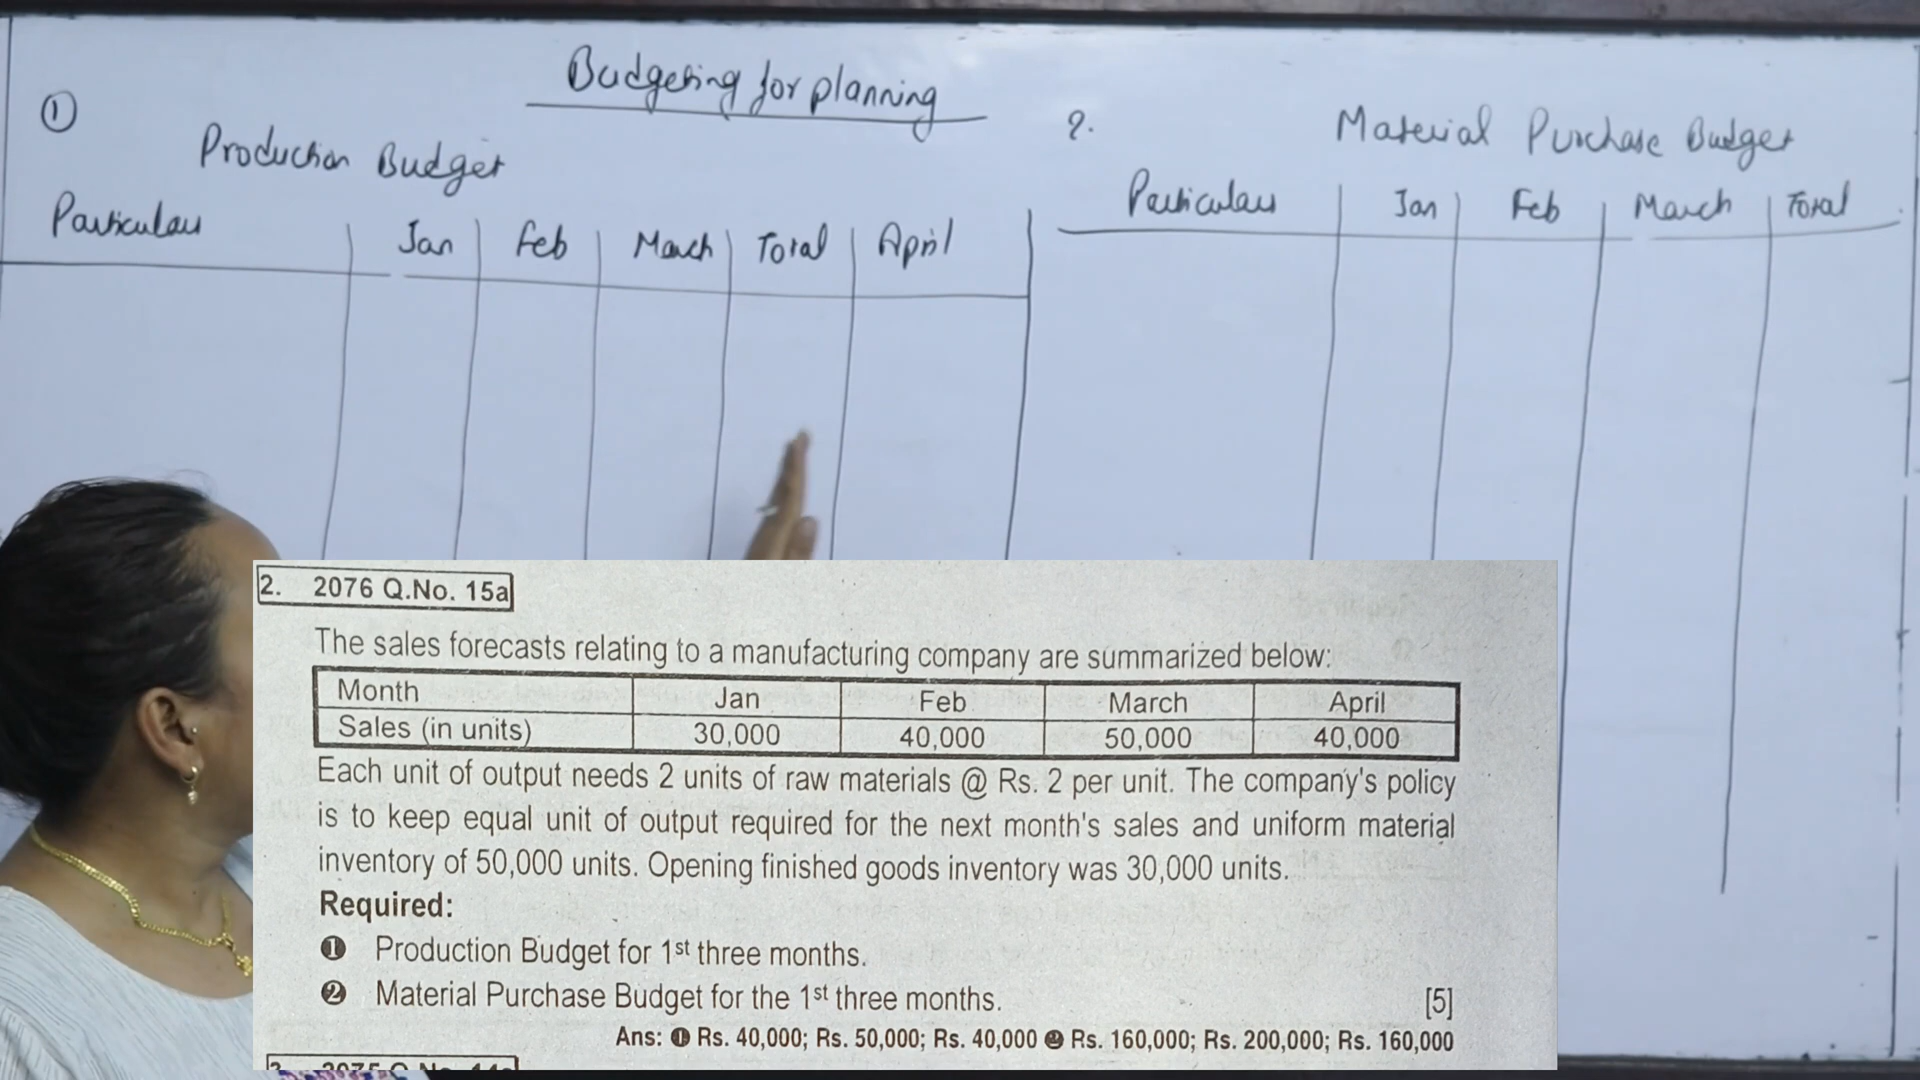 Budgeting for planning
①
Production Budget
Particulars Jan Feb March Total April
2.
Material Purchase Budget
Particulars Jan Feb March Total
2. 2076 Q.No. 15a
The sales forecasts relating to a manufacturing company are summarized below:
Month Jan Feb March April
Sales (in units) 30,000 40,000 50,000 40,000
Each unit of output needs 2 units of raw materials @ Rs. 2 per unit. The company's policy
is to keep equal unit of output required for the next month's sales and uniform material
inventory of 50,000 units. Opening finished goods inventory was 30,000 units.
Required:
❶ Production Budget for 1st three months.
❷ Material Purchase Budget for the 1st three months. [5]
Ans: ❶ Rs. 40,000; Rs. 50,000; Rs. 40,000 ❷ Rs. 160,000; Rs. 200,000; Rs. 160,000